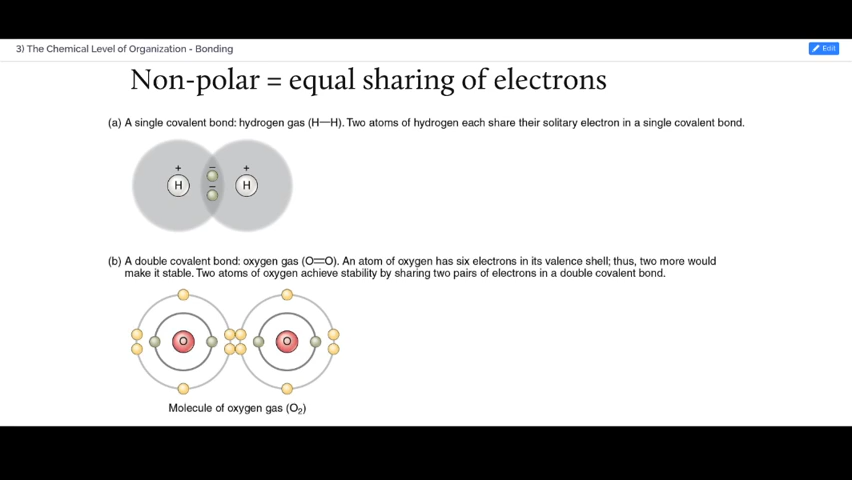 3) The Chemical Level of Organization - Bonding
Edit
Non-polar = equal sharing of electrons
(a) A single covalent bond: hydrogen gas (H—H). Two atoms of hydrogen each share their solitary electron in a single covalent bond.
+ – +
H – H
(b) A double covalent bond: oxygen gas (O=O). An atom of oxygen has six electrons in its valence shell; thus, two more would
make it stable. Two atoms of oxygen achieve stability by sharing two pairs of electrons in a double covalent bond.
O O
Molecule of oxygen gas (O₂)